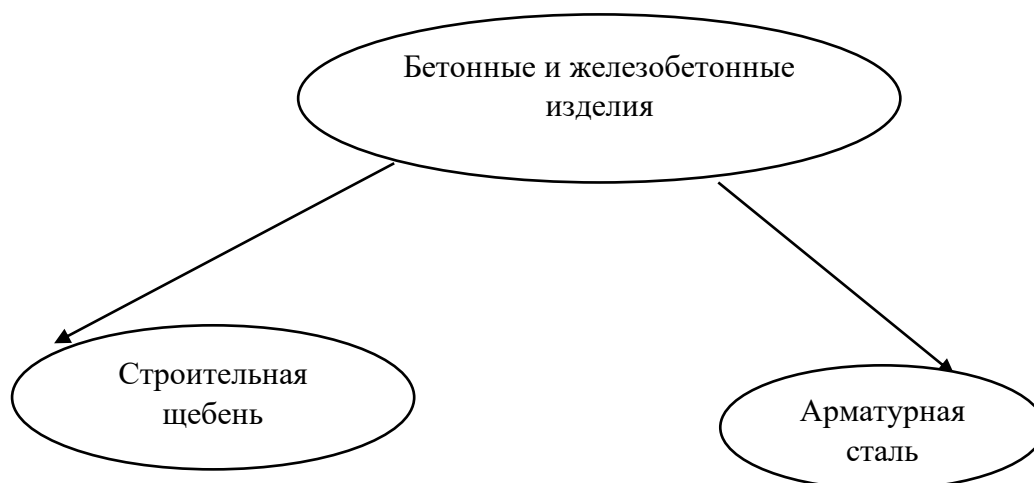 Бетонные и железобетонные
изделия
Строительная
щебень
Арматурная
сталь